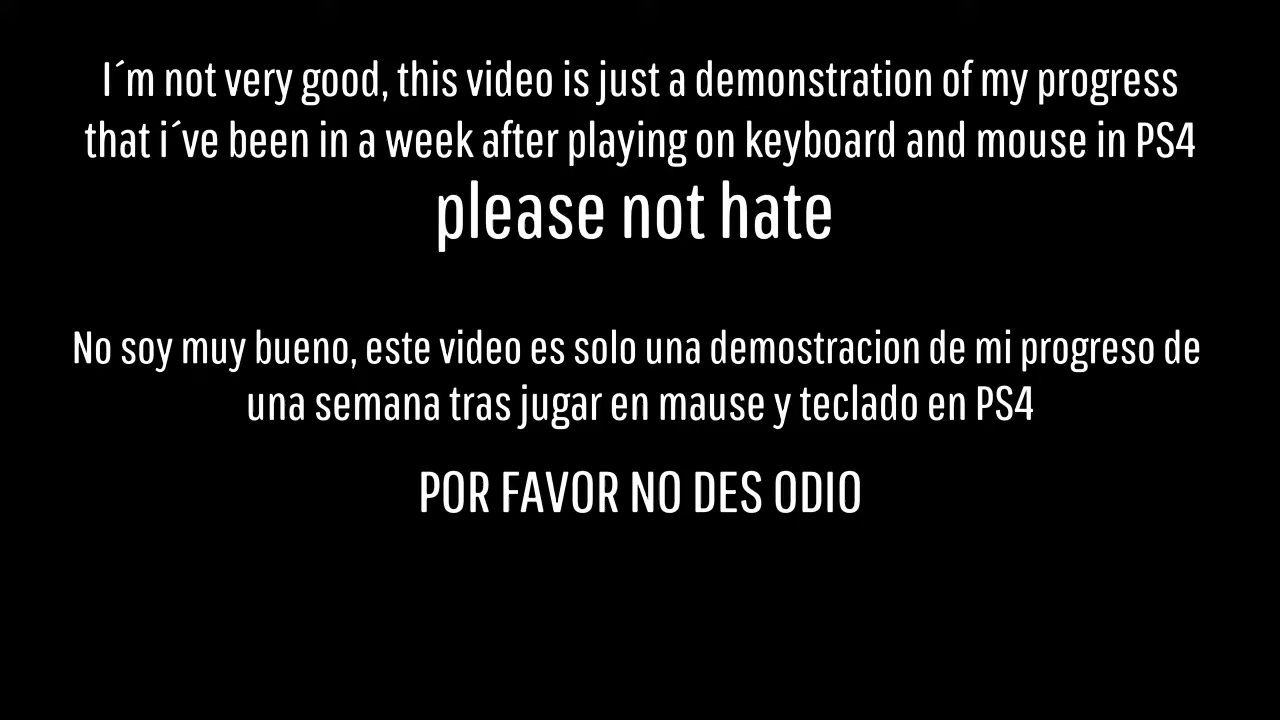 I´m not very good, this video is just a demonstration of my progress
that i´ve been in a week after playing on keyboard and mouse in PS4
please not hate
No soy muy bueno, este video es solo una demostracion de mi progreso de
una semana tras jugar en mause y teclado en PS4
POR FAVOR NO DES ODIO